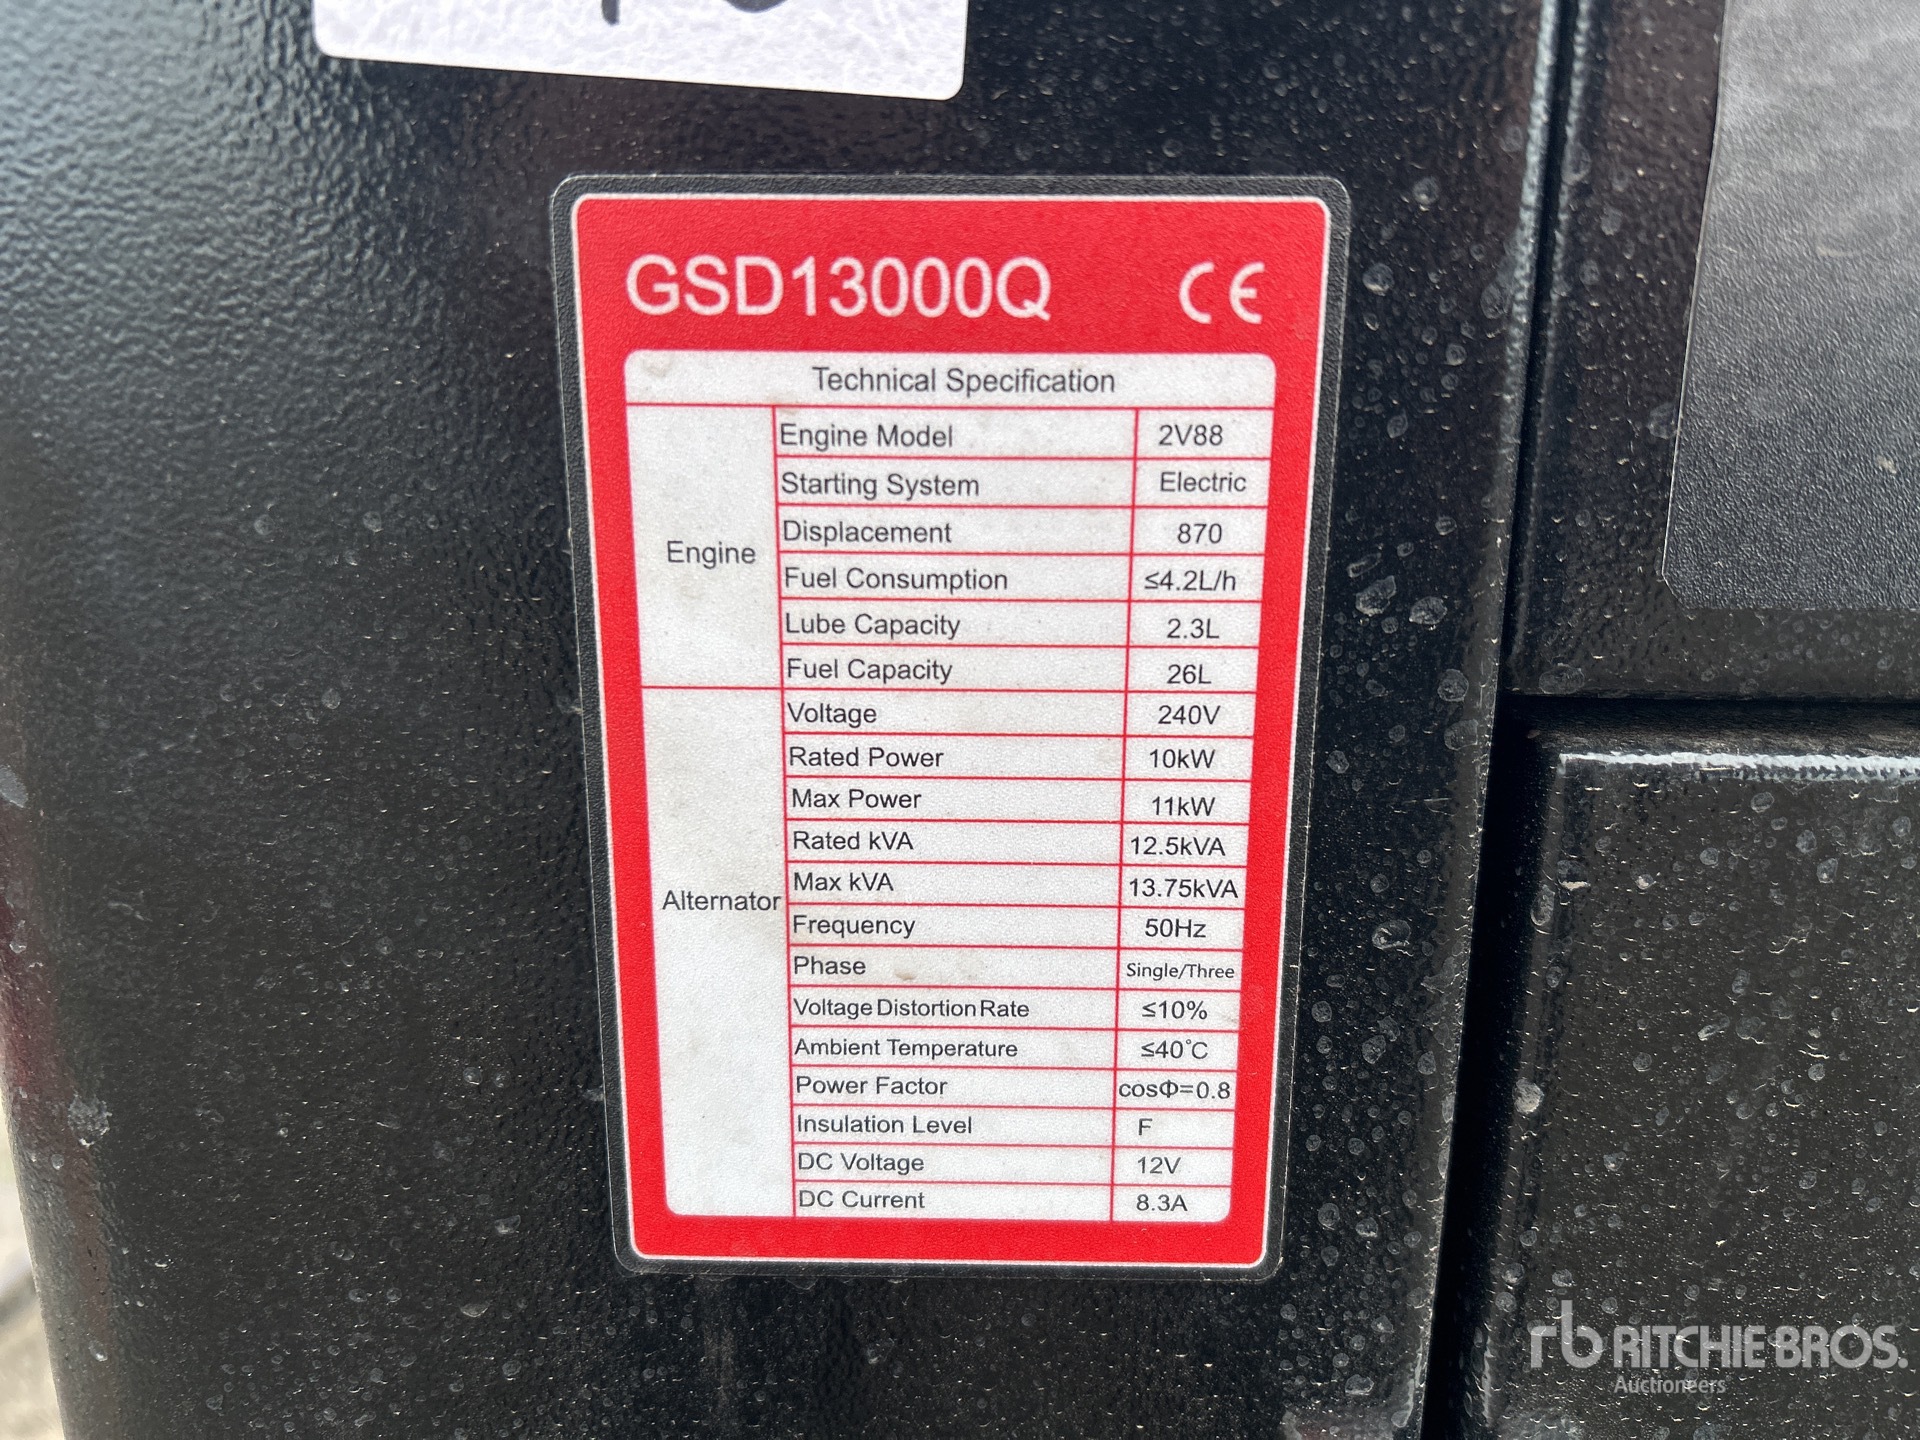 GSD13000Q CE
Technical Specification
Engine
Engine Model 2V88
Starting System Electric
Displacement 870
Fuel Consumption ≤4.2L/h
Lube Capacity 2.3L
Fuel Capacity 26L
Alternator
Voltage 240V
Rated Power 10kW
Max Power 11kW
Rated kVA 12.5kVA
Max kVA 13.75kVA
Frequency 50Hz
Phase Single/Three
Voltage Distortion Rate ≤10%
Ambient Temperature ≤40°C
Power Factor cosΦ=0.8
Insulation Level F
DC Voltage 12V
DC Current 8.3A
rb RITCHIE BROS.
Auctioneers